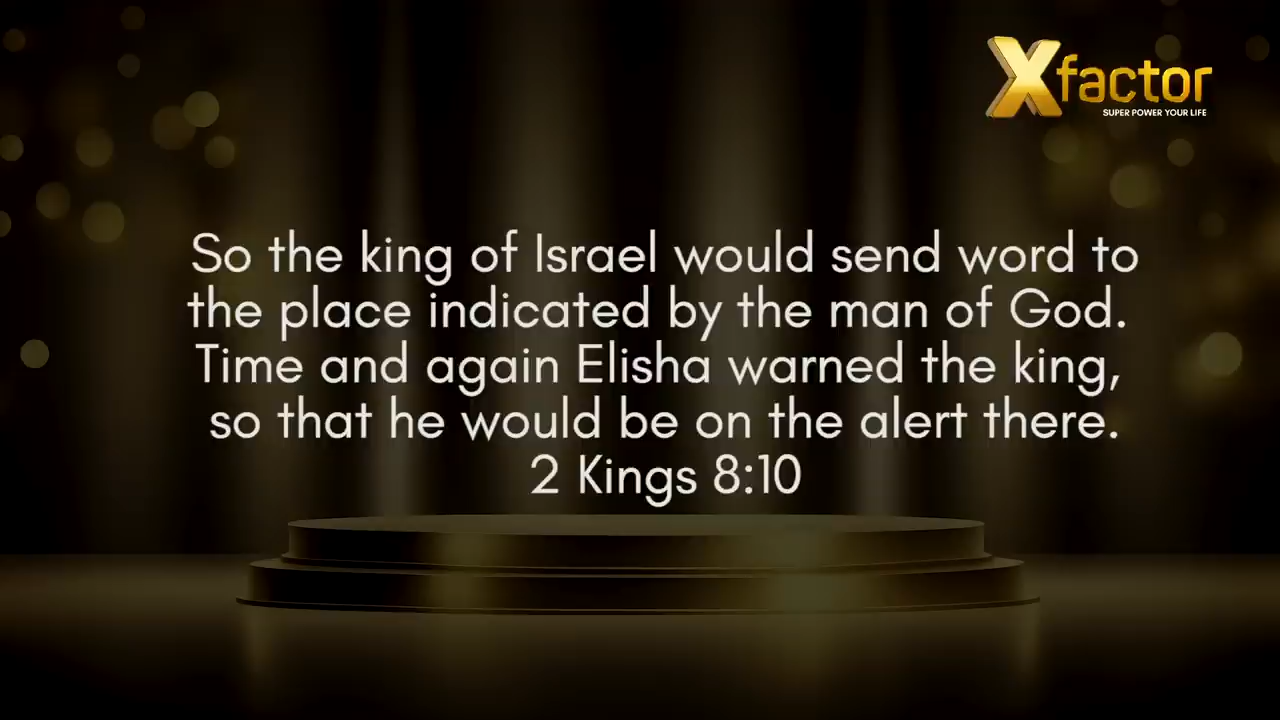 Xfactor
SUPER POWER YOUR LIFE
So the king of Israel would send word to
the place indicated by the man of God.
Time and again Elisha warned the king,
so that he would be on the alert there.
2 Kings 8:10